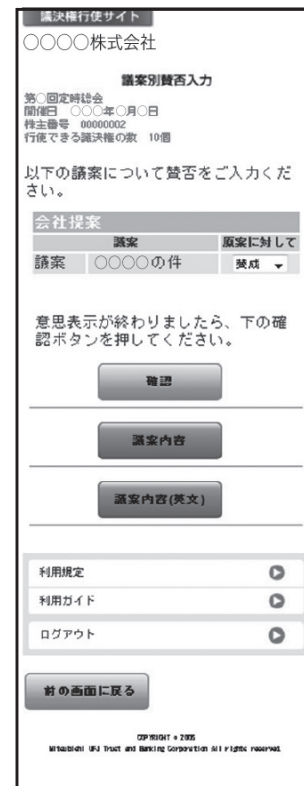 議決権行使サイト
○○○○株式会社
議案別賛否入力
第○回定時総会
開催日 ○○○年○月○日
株主番号 00000002
行使できる議決権の数 10個
以下の議案について賛否をご入力くだ
さい。
会社提案
議案 原案に対して
議案 ○○○○の件 賛成
意思表示が終わりましたら、下の確
認ボタンを押してください。
確認
議案内容
議案内容(英文)
利用規定
利用ガイド
ログアウト
前の画面に戻る
COPYRIGHT © 2005
Mitsubishi UFJ Trust and Banking Corporation All rights reserved.